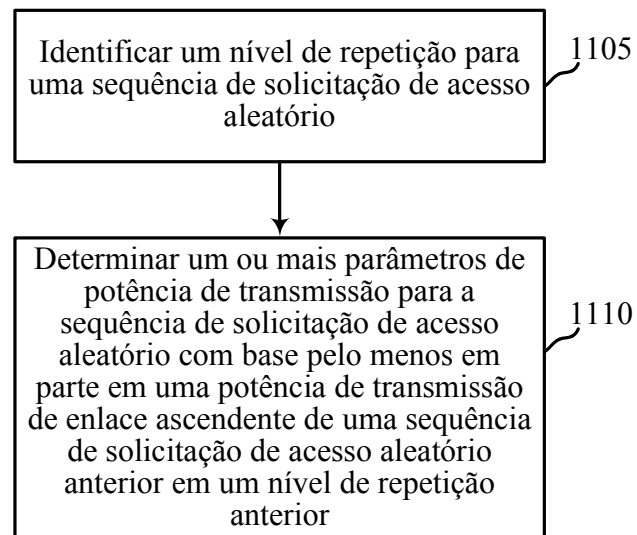 Identificar um nível de repetição para
uma sequência de solicitação de acesso
aleatório
1105
Determinar um ou mais parâmetros de
potência de transmissão para a
sequência de solicitação de acesso
aleatório com base pelo menos em
parte em uma potência de transmissão
de enlace ascendente de uma sequência
de solicitação de acesso aleatório
anterior em um nível de repetição
anterior
1110